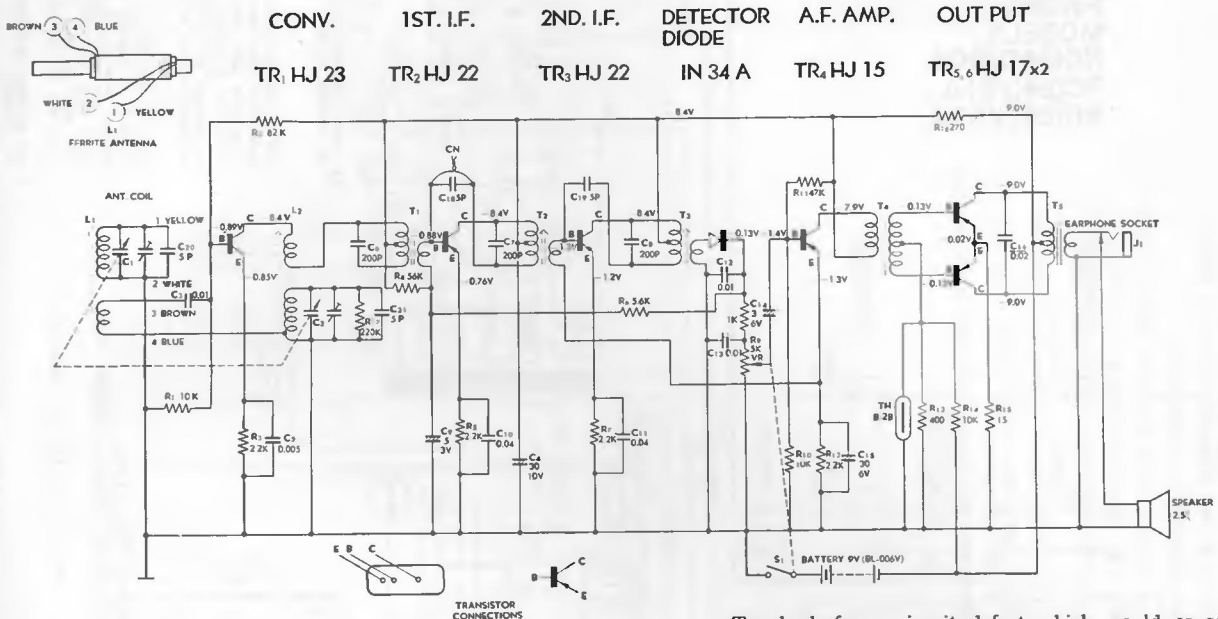 CONV.
1ST. I.F.
2ND. I.F.
DETECTOR
DIODE
A.F. AMP.
OUT PUT
TR1 HJ 23
TR2 HJ 22
TR3 HJ 22
IN 34 A
TR4 HJ 15
TR5,6 HJ 17x2
BROWN 3 4 BLUE
WHITE 2
1 YELLOW
L1
FERRITE ANTENNA
82K
8.4V
9.0V
270
CN
C18 5P
C19 5P
R11 47K
ANT. COIL
L1
1 YELLOW
C1
C20
5 P
2 WHITE
0.01
3 BROWN
4 BLUE
10K
0.89V
B
C
E
0.85V
8.4V
L2
C2
220K
C21
5P
C6
200P
T1
0.88V
B
C
E
-0.76V
R4 56K
-8.4V
C7
200P
T2
B
C
E
-1.2V
8.4V
C8
200P
T3
0.13V
-1.4V
C12
0.01
R8 5.6K
1K
C14
3
6V
C13 0.01
R9
5K
VR
B
C
E
7.9V
-1.3V
T4
-0.13V
0.02V
-0.13V
B
C
E
B
E
C
-9.0V
-9.0V
0.02
T5
EARPHONE SOCKET
J1
R3
2.2K
C5
0.005
C9
5
3V
R5
2.2K
C10
0.04
C4
30
10V
R7
2.2K
C11
0.04
R10
10K
R12
2.2K
C15
30
6V
TH
B.2B
R13
400
R14
10K
R15
15
SPEAKER
S1
BATTERY 9V (BL-006V)
E B C
B C E
TRANSISTOR
CONNECTIONS